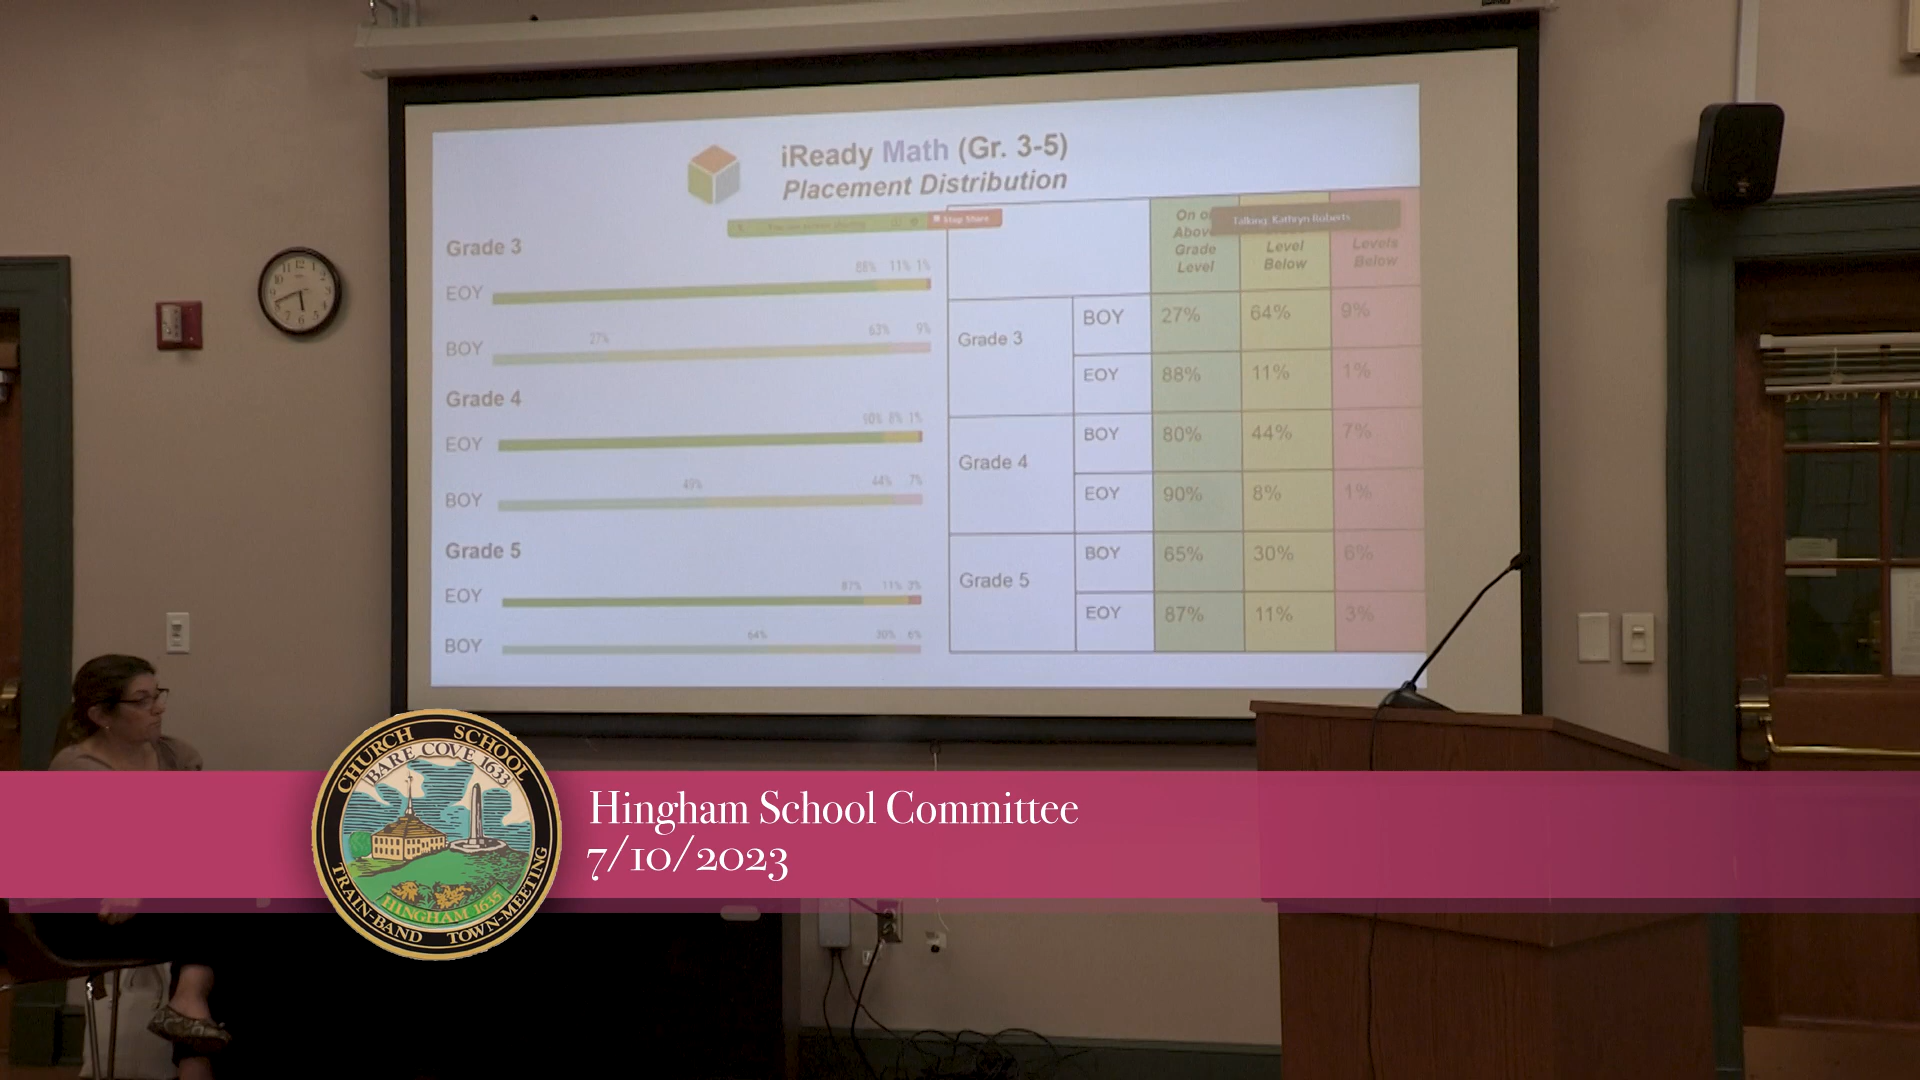 iReady Math (Gr. 3-5)
Placement Distribution
Stop Share
Talking: Kathryn Roberts
Grade 3
88% 11% 1%
EOY
27% 63% 9%
BOY
Grade 4
90% 8% 1%
EOY
49% 44% 7%
BOY
Grade 5
87% 11% 3%
EOY
64% 30% 6%
BOY
On o
Above
Grade
Level
Level
Below
Levels
Below
Grade 3
BOY 27% 64% 9%
EOY 88% 11% 1%
Grade 4
BOY 80% 44% 7%
EOY 90% 8% 1%
Grade 5
BOY 65% 30% 6%
EOY 87% 11% 3%
CHURCH SCHOOL
BARE COVE 1633
HINGHAM 1635
TRAIN-BAND TOWN-MEETING
Hingham School Committee
7/10/2023